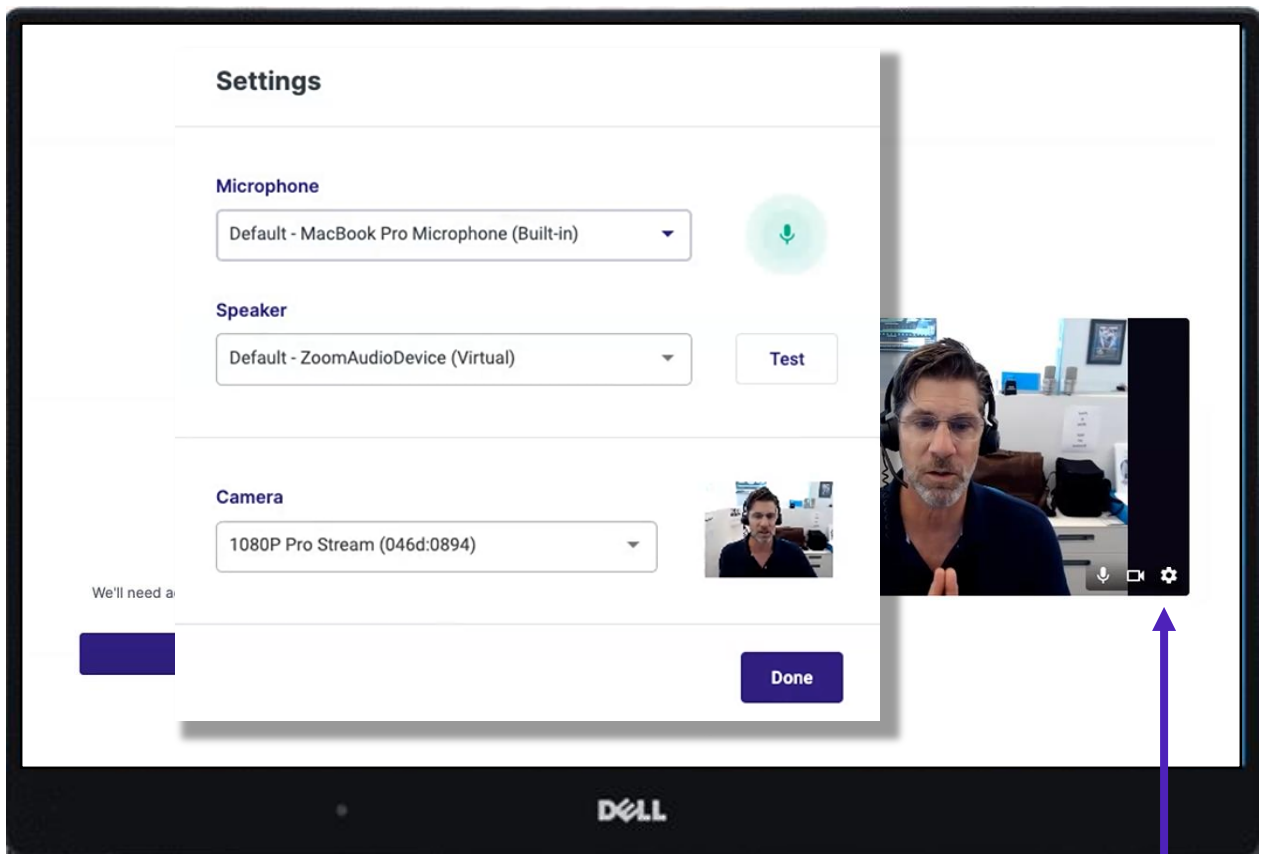 Settings
Microphone
Default - MacBook Pro Microphone (Built-in)
Speaker
Default - ZoomAudioDevice (Virtual)
Test
Camera
1080P Pro Stream (046d:0894)
We'll need a
Done
DELL